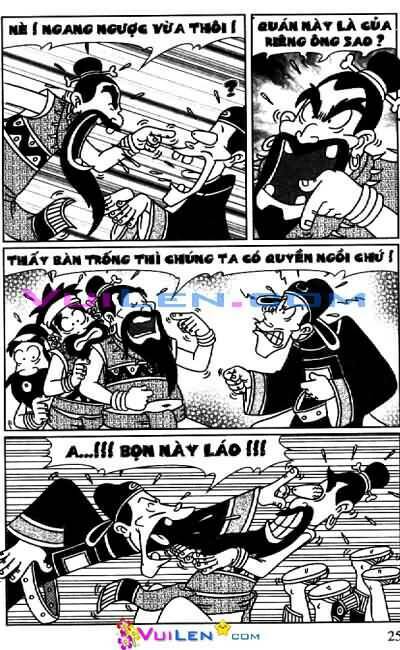 NÈ ! NGANG NGƯỢC VỪA THÔI !
?
QUÁN NÀY LÀ CỦA
RIÊNG ÔNG SAO ?
THẤY BÀN TRỐNG THÌ CHÚNG TA CÓ QUYỀN NGỒI CHỨ !
VUILEN.COM
A...!!! BỌN NÀY LÁO !!!
25
VUILEN.COM